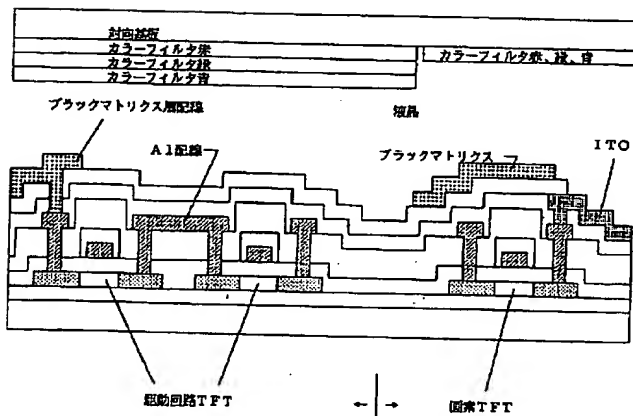 対向基板
カラーフィルタ赤
カラーフィルタ緑
カラーフィルタ青
カラーフィルタ赤、緑、青
ブラックマトリクス層配線
液晶
Al配線
ブラックマトリクス
ITO
駆動回路TFT
画素TFT